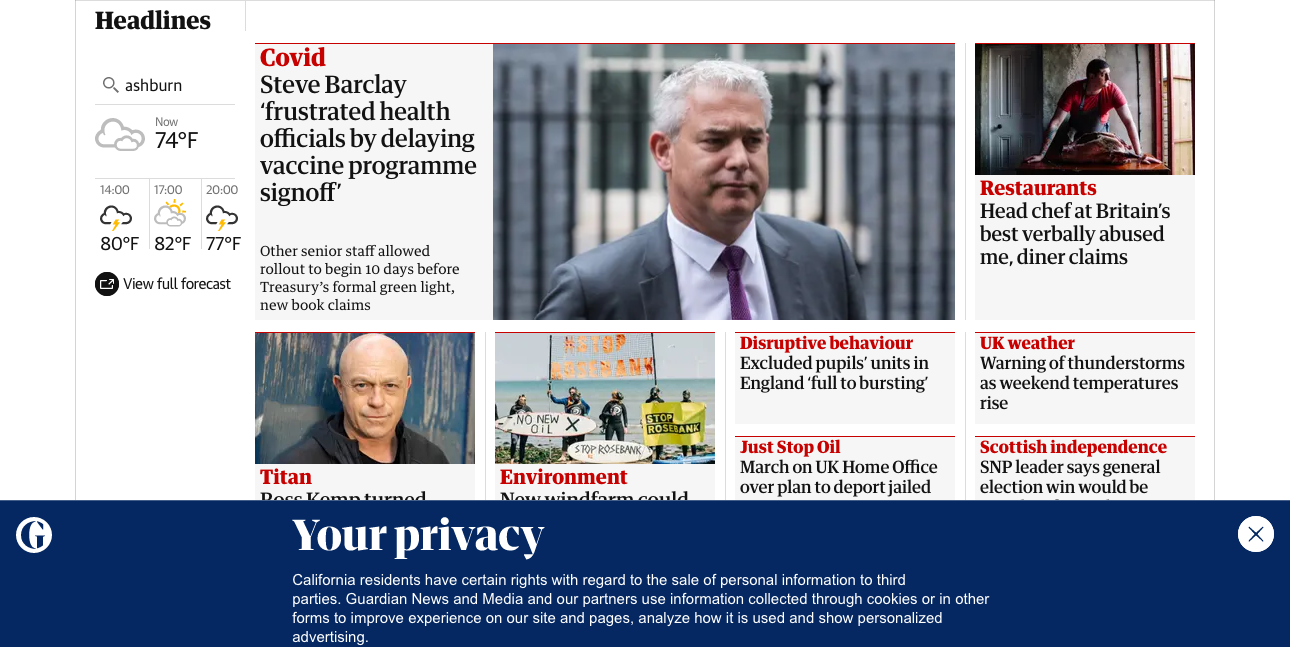 Headlines
ashburn
Now
74°F
14:00
17:00
20:00
80°F
82°F
77°F
View full forecast
Covid
Steve Barclay
‘frustrated health
officials by delaying
vaccine programme
signoff’
Other senior staff allowed
rollout to begin 10 days before
Treasury’s formal green light,
new book claims
Restaurants
Head chef at Britain’s
best verbally abused
me, diner claims
NO NEW
OIL
STOP
ROSEBANK
STOP ROSEBANK
Titan
Ross Kemp turned
Environment
New windfarm could
Disruptive behaviour
Excluded pupils’ units in
England ‘full to bursting’
UK weather
Warning of thunderstorms
as weekend temperatures
rise
Just Stop Oil
March on UK Home Office
over plan to deport jailed
Scottish independence
SNP leader says general
election win would be
G
Your privacy
California residents have certain rights with regard to the sale of personal information to third
parties. Guardian News and Media and our partners use information collected through cookies or in other
forms to improve experience on our site and pages, analyze how it is used and show personalized
advertising.